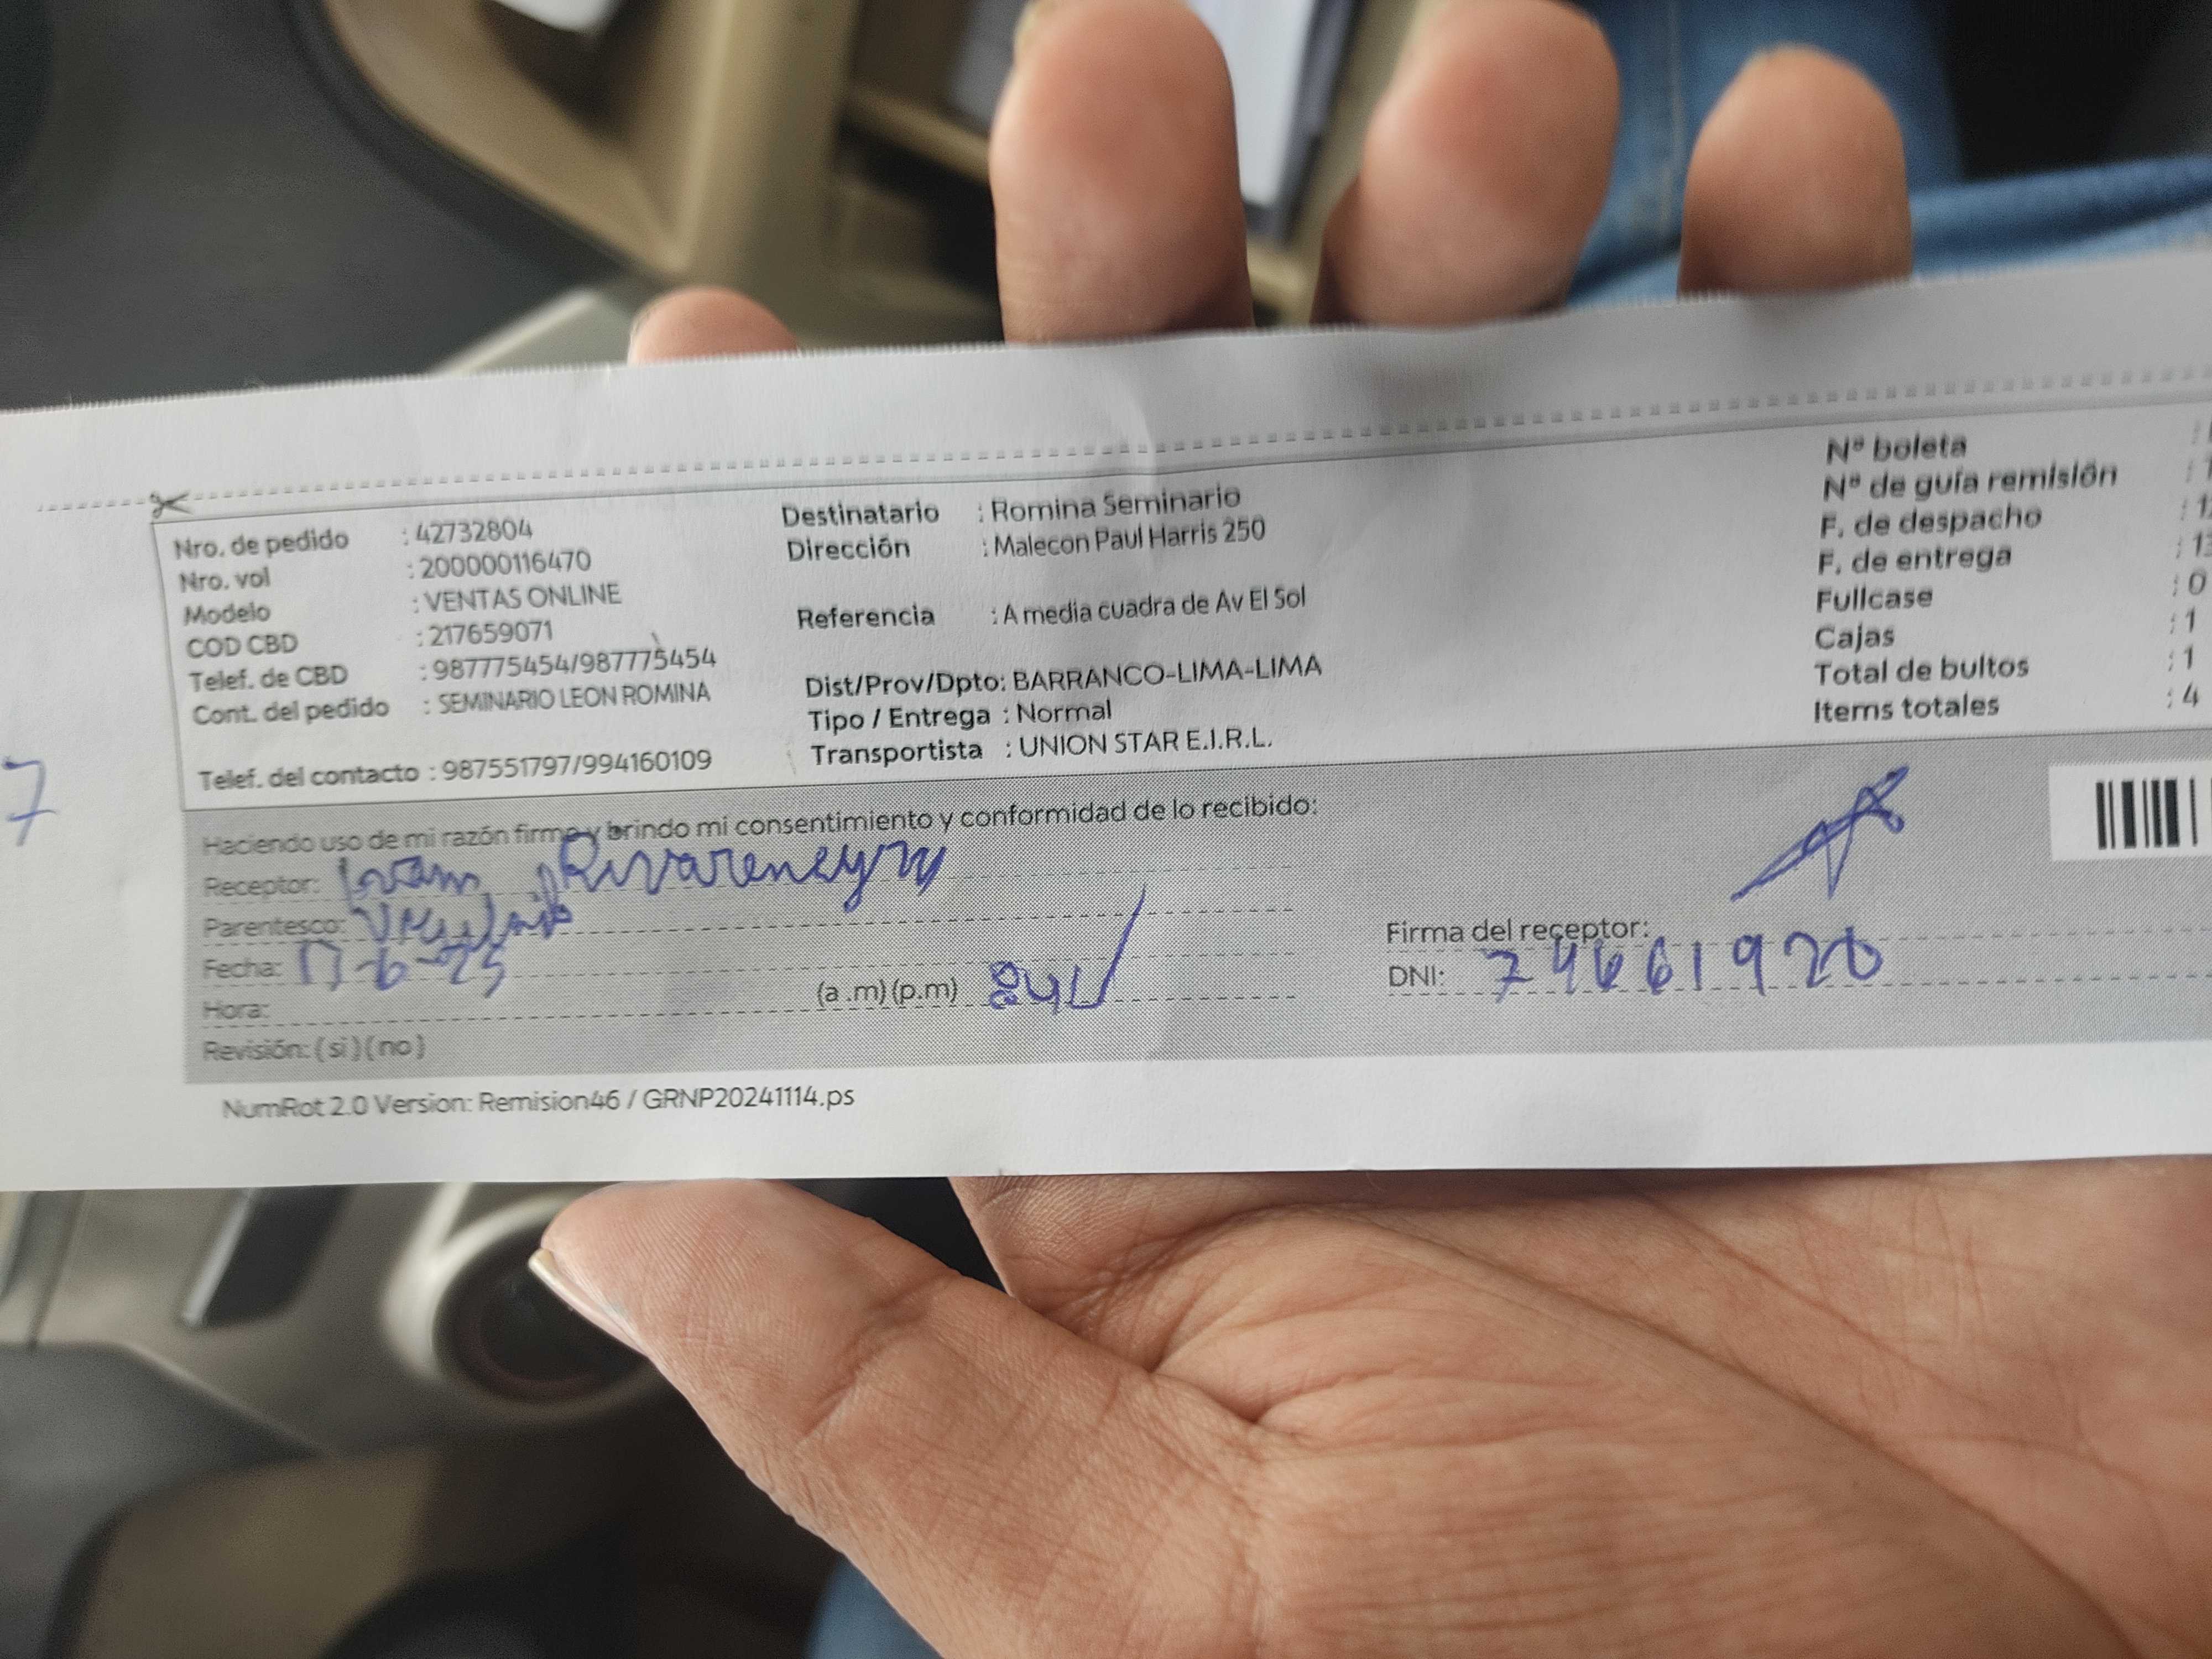 Nro. de pedido : 42732804
Nro. vol : 200000116470
Modelo : VENTAS ONLINE
COD CBD : 217659071
Telef. de CBD : 987775454/987775454
Cont. del pedido : SEMINARIO LEON ROMINA
Telef. del contacto : 987551797/994160109
Destinatario : Romina Seminario
Dirección : Malecon Paul Harris 250
Referencia : A media cuadra de Av El Sol
Dist/Prov/Dpto: BARRANCO-LIMA-LIMA
Tipo / Entrega : Normal
Transportista : UNION STAR E.I.R.L.
Nª boleta :
Nª de guía remisión :
F. de despacho :
F. de entrega :
Fullcase : 0
Cajas : 1
Total de bultos : 1
Items totales : 4
7
Haciendo uso de mi razón firmo y brindo mi consentimiento y conformidad de lo recibido:
Receptor: Rivareneyra
Parentesco:
Fecha: 17-6-25
Hora: (a .m) (p.m)
Revisión: ( si ) ( no )
Firma del receptor:
DNI: 74661920
NumRot 2.0 Version: Remision46 / GRNP20241114.ps